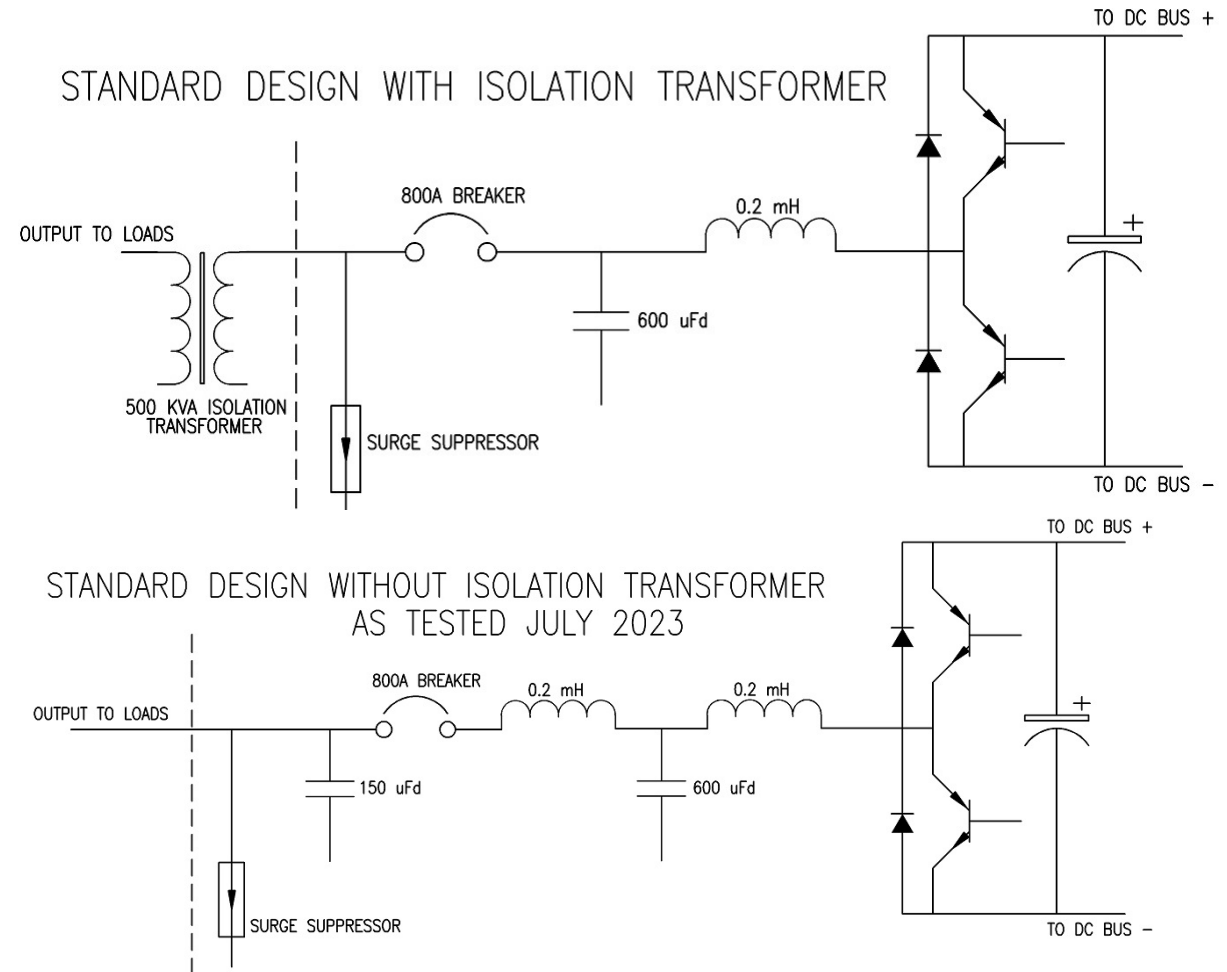 TO DC BUS +
STANDARD DESIGN WITH ISOLATION TRANSFORMER
800A BREAKER
0.2 mH
OUTPUT TO LOADS
+
600 uFd
500 KVA ISOLATION
TRANSFORMER
SURGE SUPPRESSOR
TO DC BUS -
TO DC BUS +
STANDARD DESIGN WITHOUT ISOLATION TRANSFORMER
AS TESTED JULY 2023
800A BREAKER
0.2 mH
0.2 mH
OUTPUT TO LOADS
+
150 uFd
600 uFd
SURGE SUPPRESSOR
TO DC BUS -